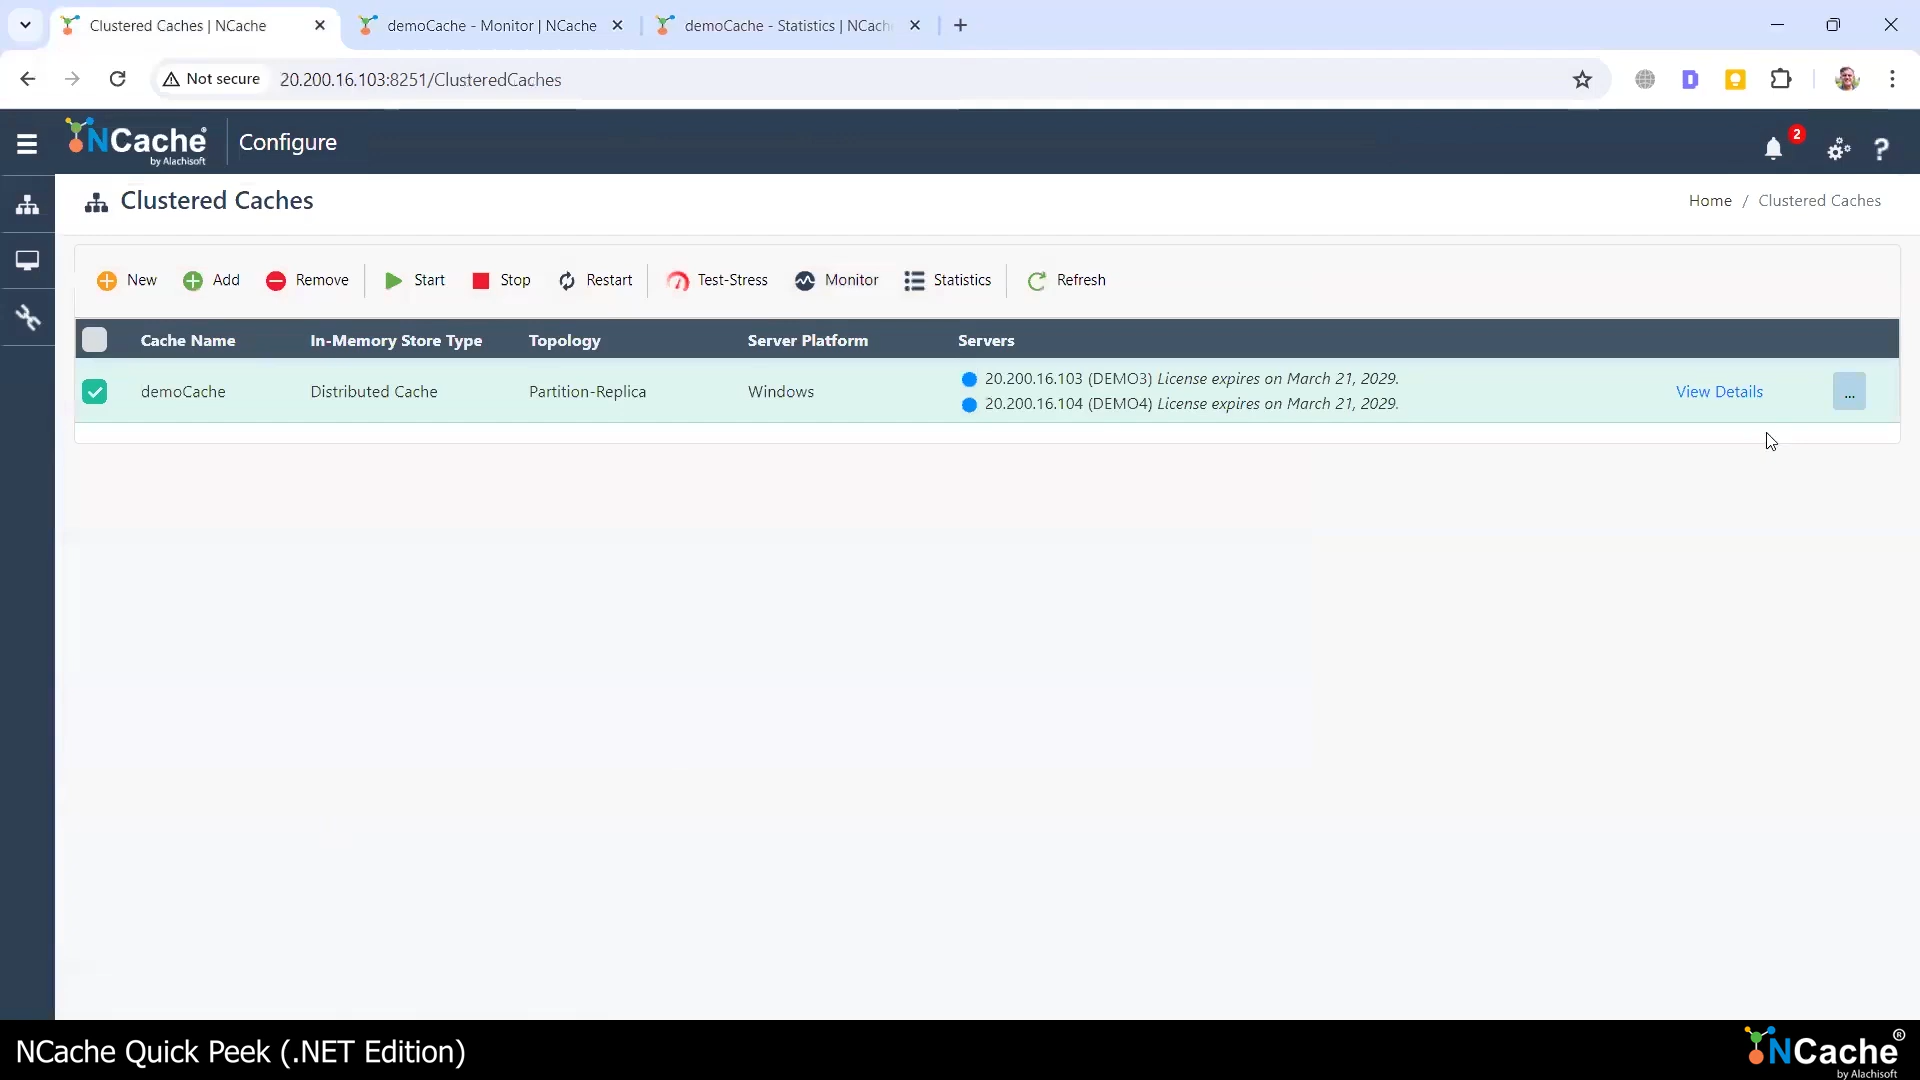 Clustered Caches | NCache
demoCache - Monitor | NCache
demoCache - Statistics | NCach
Not secure
20.200.16.103:8251/ClusteredCaches
NCache
by Alachisoft
Configure
2
?
Clustered Caches
Home / Clustered Caches
New
Add
Remove
Start
Stop
Restart
Test-Stress
Monitor
Statistics
Refresh
Cache Name
In-Memory Store Type
Topology
Server Platform
Servers
demoCache
Distributed Cache
Partition-Replica
Windows
20.200.16.103 (DEMO3) License expires on March 21, 2029.
20.200.16.104 (DEMO4) License expires on March 21, 2029.
View Details
...
NCache Quick Peek (.NET Edition)
NCache®
by Alachisoft